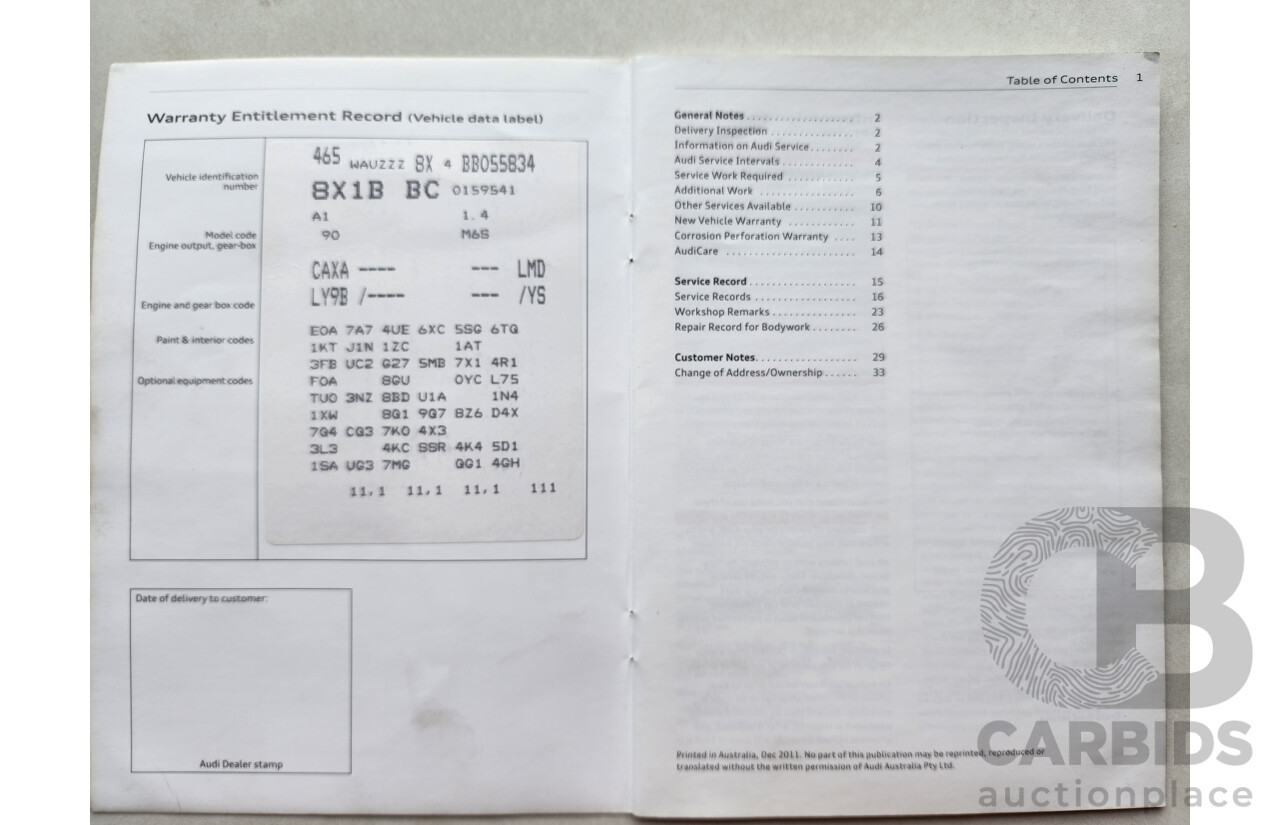 Warranty Entitlement Record (Vehicle data label)
Vehicle identification
number
Model code
Engine output, gear-box
Engine and gear box code
Paint & interior codes
Optional equipment codes
465 WAUZZZ 8X 4 BB055834
8X1B BC 0159541
A1 1. 4
90 M6S
CAXA ---- --- LMD
LY9B /---- --- /YS
EOA 7A7 4UE 6XC 5SG 6TQ
1KT J1N 1ZC 1AT
3FB UC2 Q27 5MB 7X1 4R1
FOA 8GU OYC L75
TUO 3NZ 8BD U1A 1N4
1XW 8Q1 9Q7 8Z6 D4X
7Q4 CQ3 7KO 4X3
3L3 4KC SSR 4K4 5D1
1SA UG3 7MG QG1 4GH
11,1 11,1 11,1 111
Date of delivery to customer:
Audi Dealer stamp
Table of Contents 1
General Notes . . . . . . . . . . . . . . . . . . . 2
Delivery Inspection . . . . . . . . . . . . . . . 2
Information on Audi Service . . . . . . . . 2
Audi Service Intervals . . . . . . . . . . . . . 4
Service Work Required . . . . . . . . . . . . 5
Additional Work . . . . . . . . . . . . . . . . . 6
Other Services Available . . . . . . . . . . . 10
New Vehicle Warranty . . . . . . . . . . . . 11
Corrosion Perforation Warranty . . . . 13
AudiCare . . . . . . . . . . . . . . . . . . . . . . . 14
Service Record . . . . . . . . . . . . . . . . . . . 15
Service Records . . . . . . . . . . . . . . . . . . 16
Workshop Remarks . . . . . . . . . . . . . . . 23
Repair Record for Bodywork . . . . . . . . 26
Customer Notes . . . . . . . . . . . . . . . . . . 29
Change of Address/Ownership . . . . . . 33
Printed in Australia, Dec 2011. No part of this publication may be reprinted, reproduced or
translated without the written permission of Audi Australia Pty Ltd.
CARBIDS
auctionplace